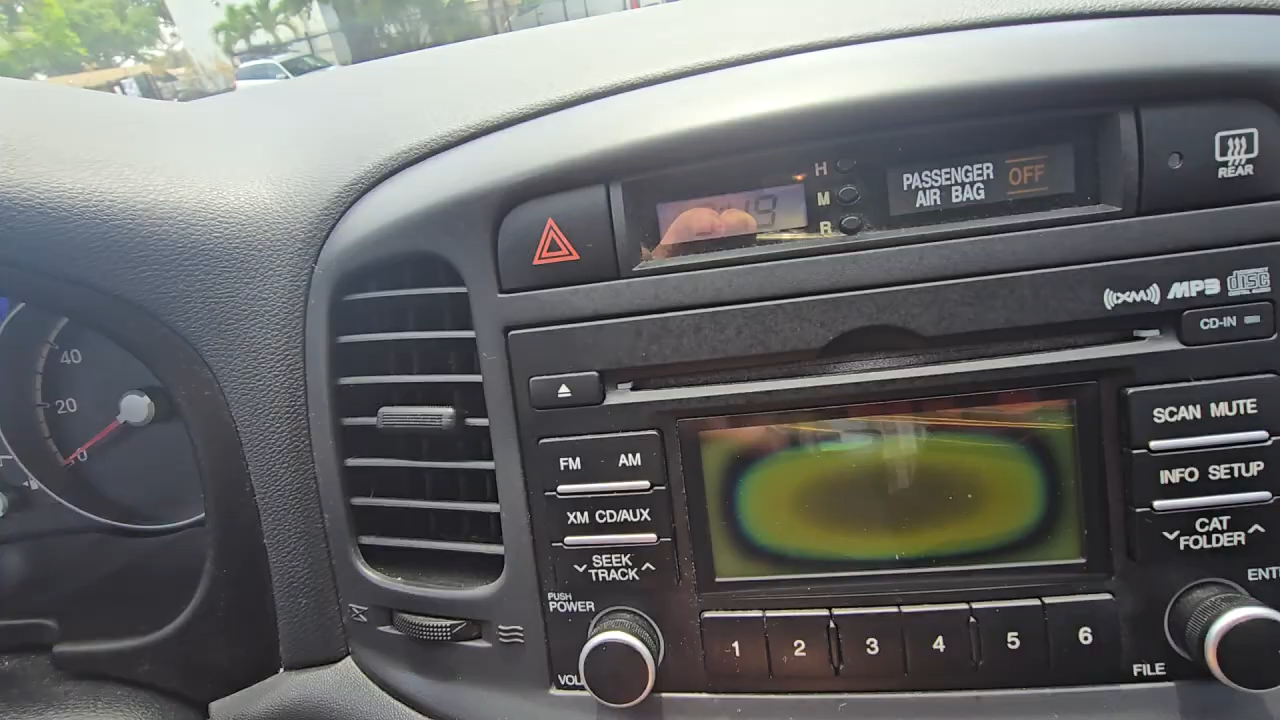 H
M
R
PASSENGER
AIR BAG
OFF
REAR
XM
MP3
disc
CD-IN
40
20
0
FM AM
XM CD/AUX
SEEK
TRACK
PUSH
POWER
VOL
SCAN MUTE
INFO SETUP
CAT
FOLDER
ENT
FILE
1 2 3 4 5 6